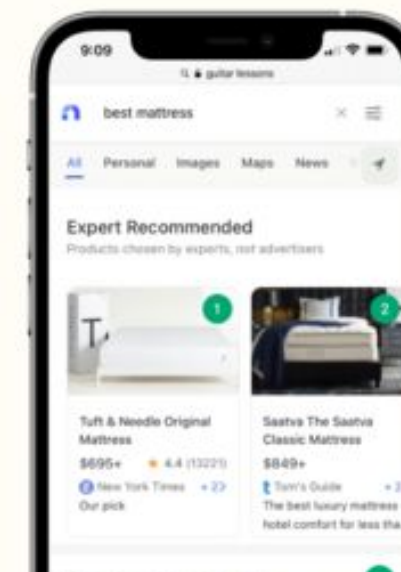 9:09
guitar lessons
best mattress
All Personal Images Maps News
Expert Recommended
Products chosen by experts, not advertisers
1
2
T
Tuft & Needle Original
Mattress
$695+ 4.4 (13221)
New York Times
Our pick
Saatva The Saatva
Classic Mattress
$849+
Tom's Guide
The best luxury mattress
hotel comfort for less tha